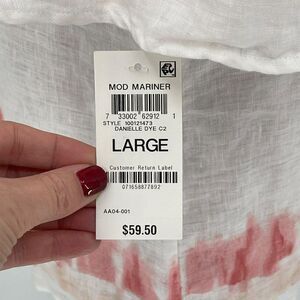 MOD MARINER
7 33002 62912 1
STYLE 100121473
DANIELLE DYE C2
LARGE
Customer Return Label
071658877892
AA04-001
$59.50